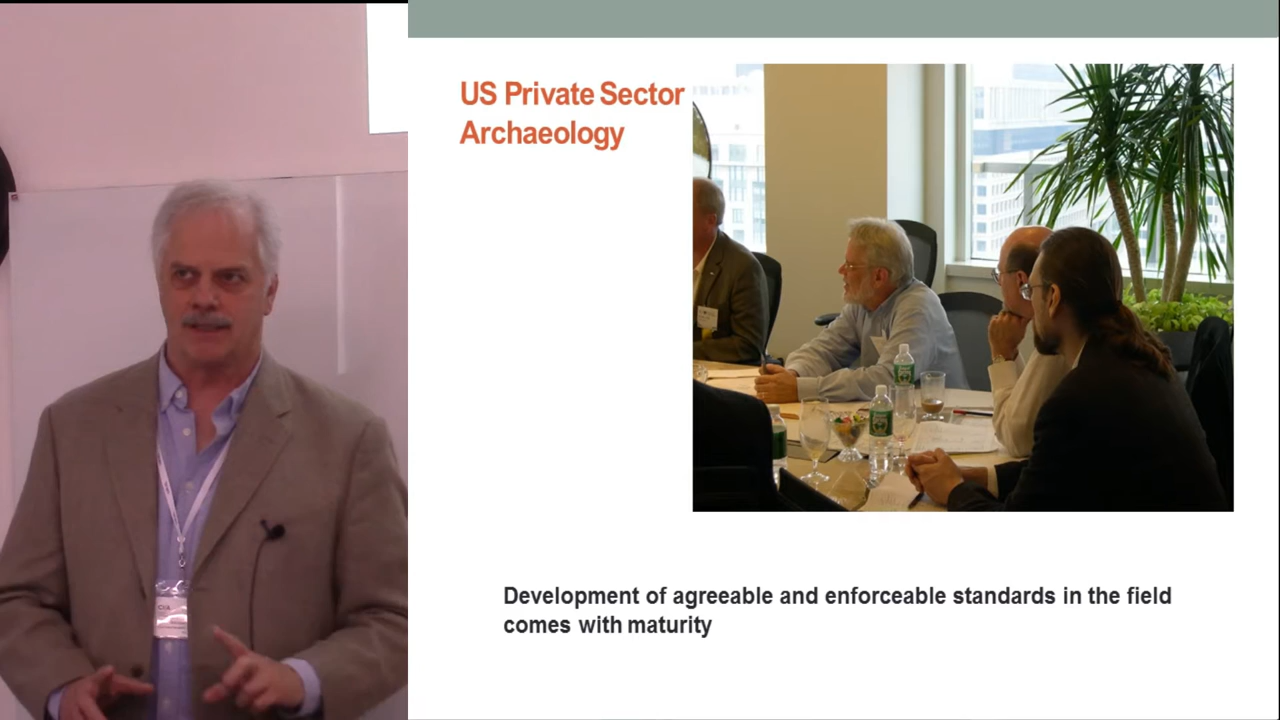 US Private Sector
Archaeology
Development of agreeable and enforceable standards in the field
comes with maturity